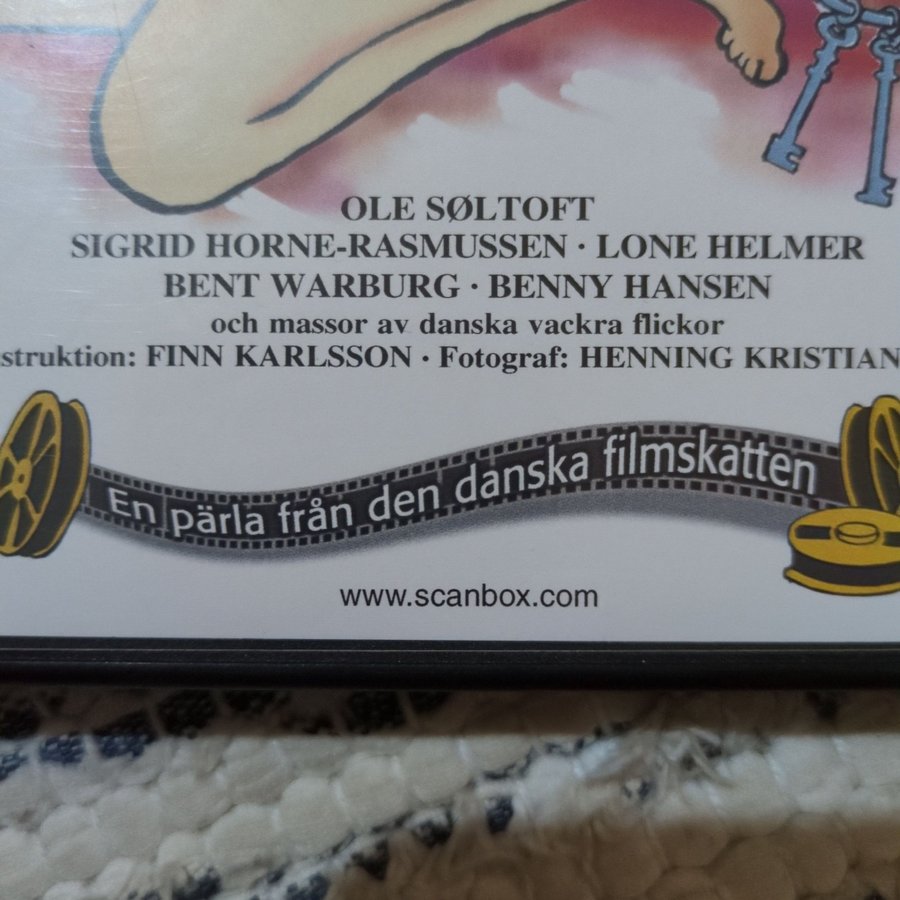 OLE SØLTOFT
SIGRID HORNE-RASMUSSEN · LONE HELMER
BENT WARBURG · BENNY HANSEN
och massor av danska vackra flickor
struktion: FINN KARLSSON · Fotograf: HENNING KRISTIAN
En pärla från den danska filmskatten
www.scanbox.com